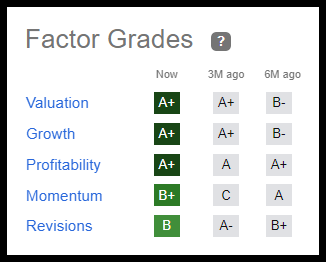 Factor Grades ?
Now 3M ago 6M ago
Valuation A+ A+ B-
Growth A+ A+ B-
Profitability A+ A A+
Momentum B+ C A
Revisions B A- B+